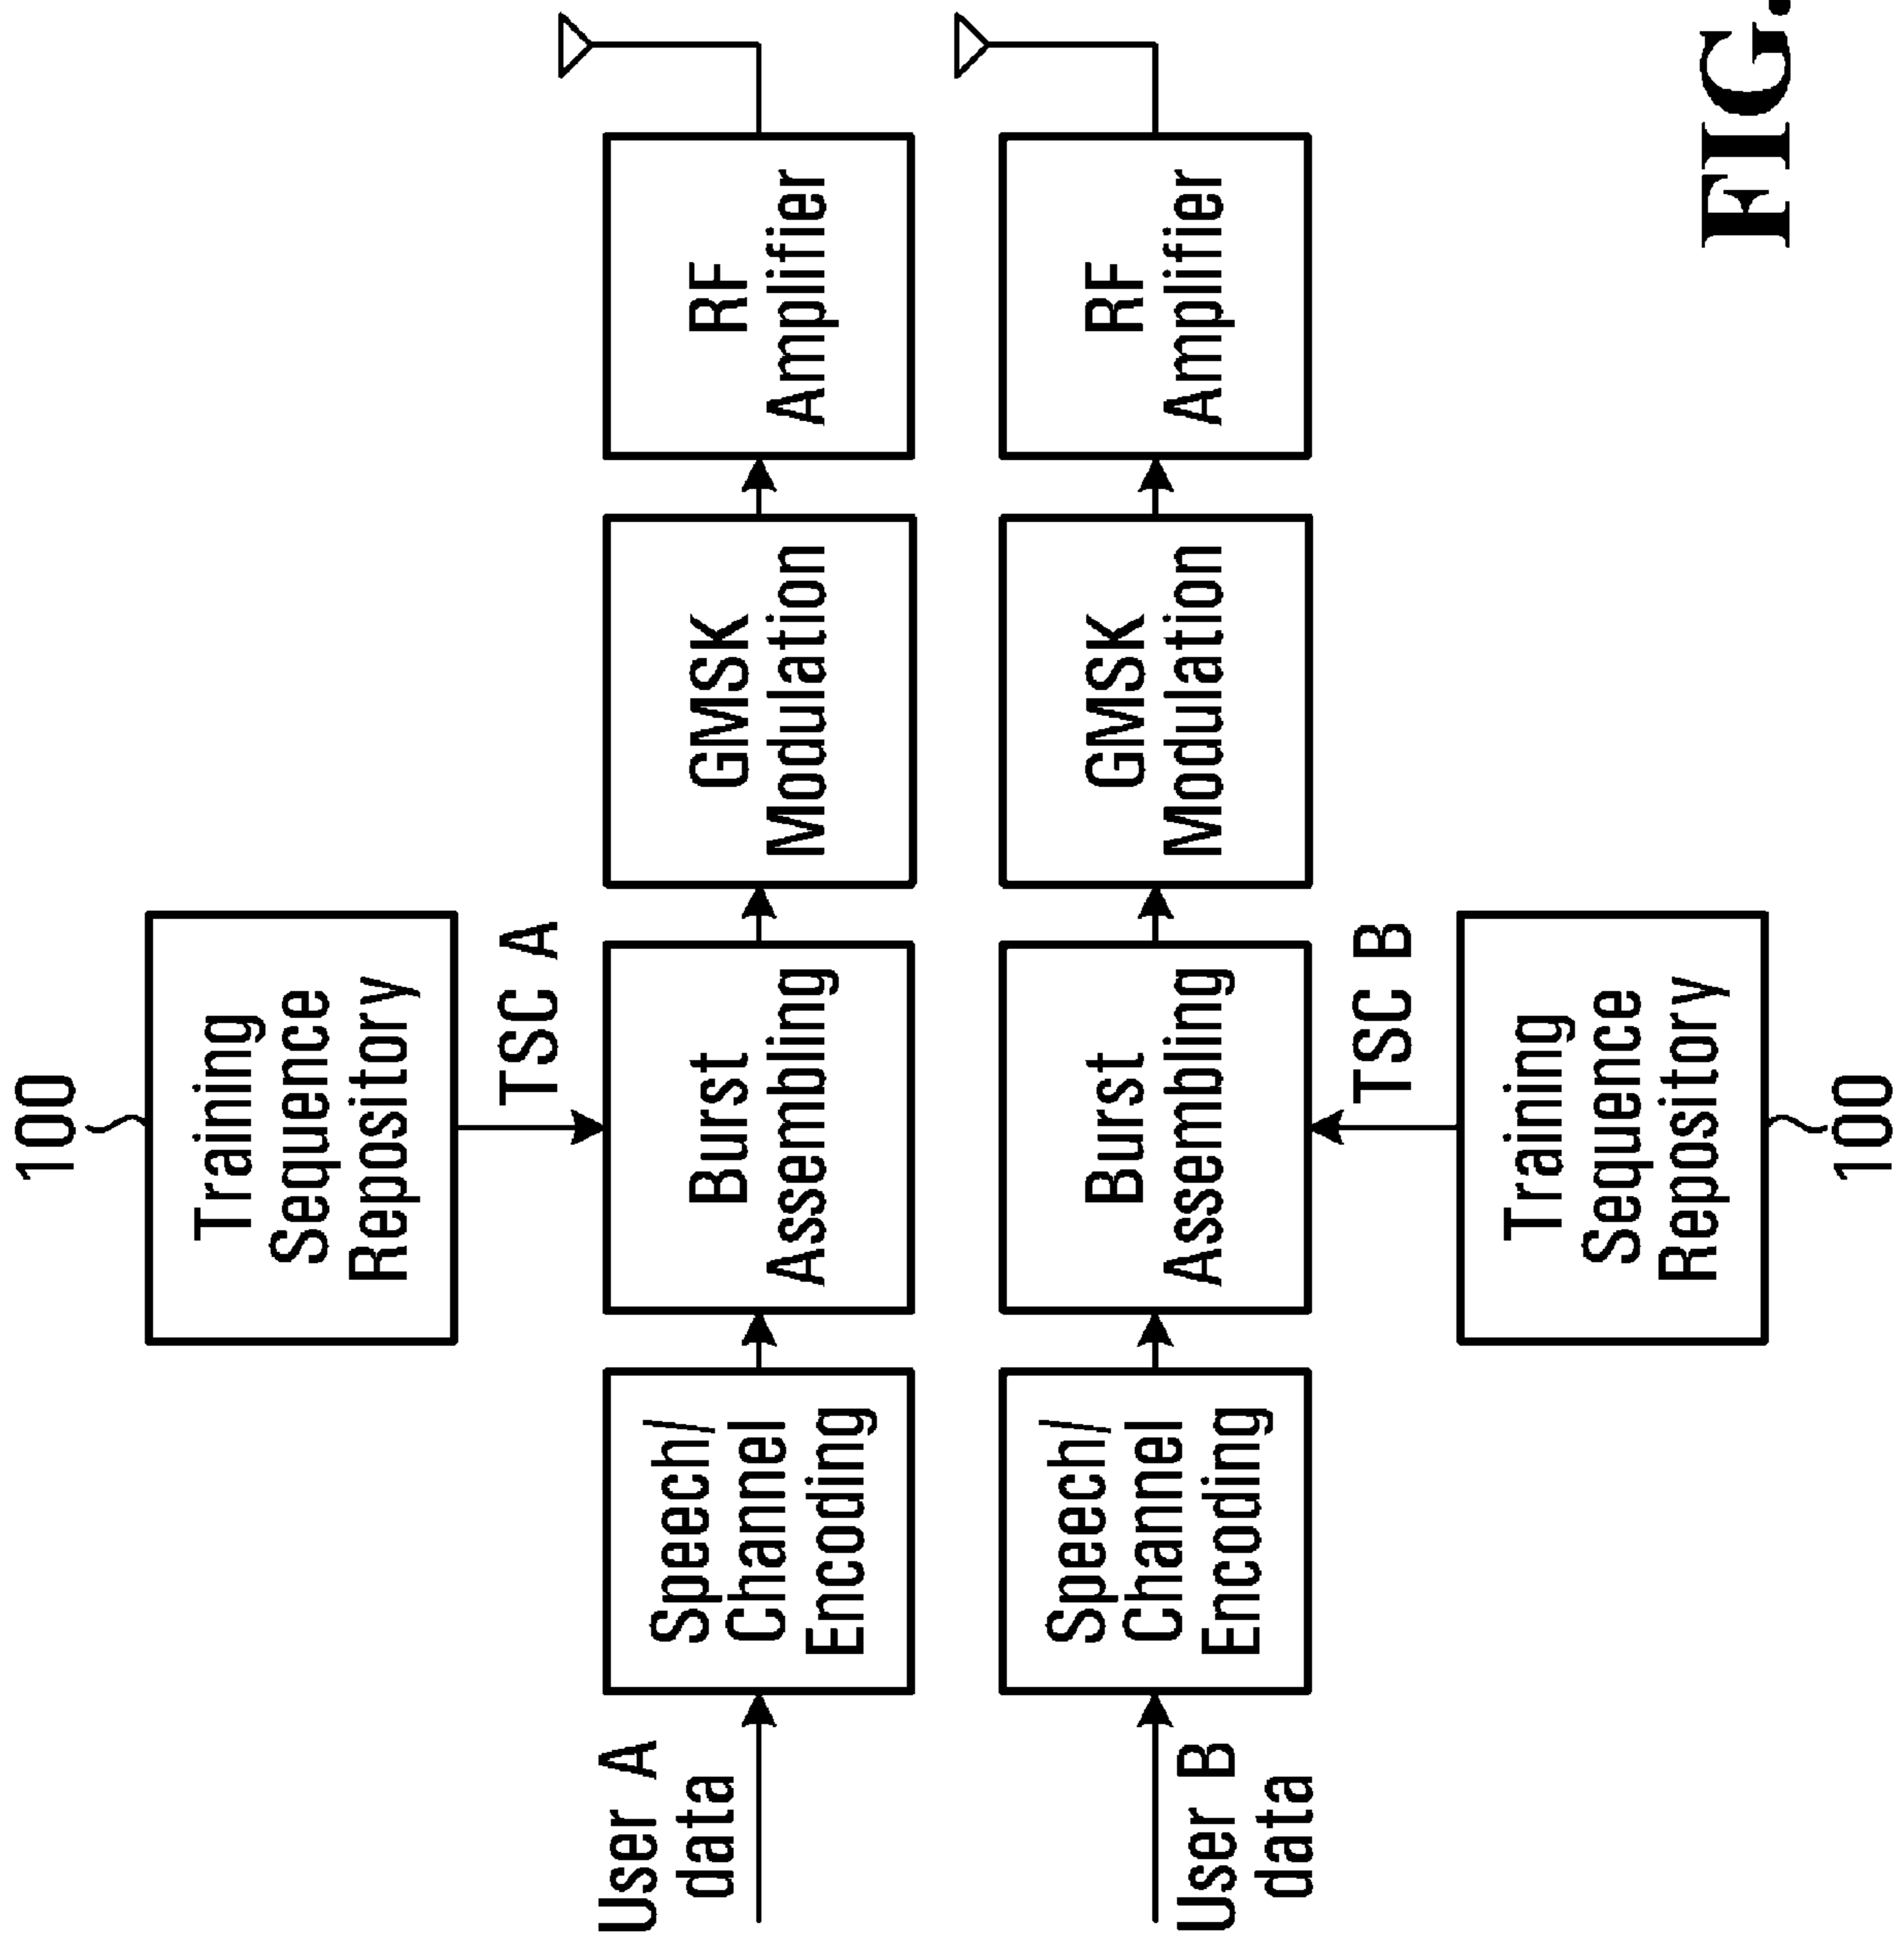 100
Training
Sequence
Repository
TSC A
User A
data
Speech/
Channel
Encoding
Burst
Assembling
GMSK
Modulation
RF
Amplifier
User B
data
Speech/
Channel
Encoding
Burst
Assembling
GMSK
Modulation
RF
Amplifier
TSC B
Training
Sequence
Repository
100
FIG.